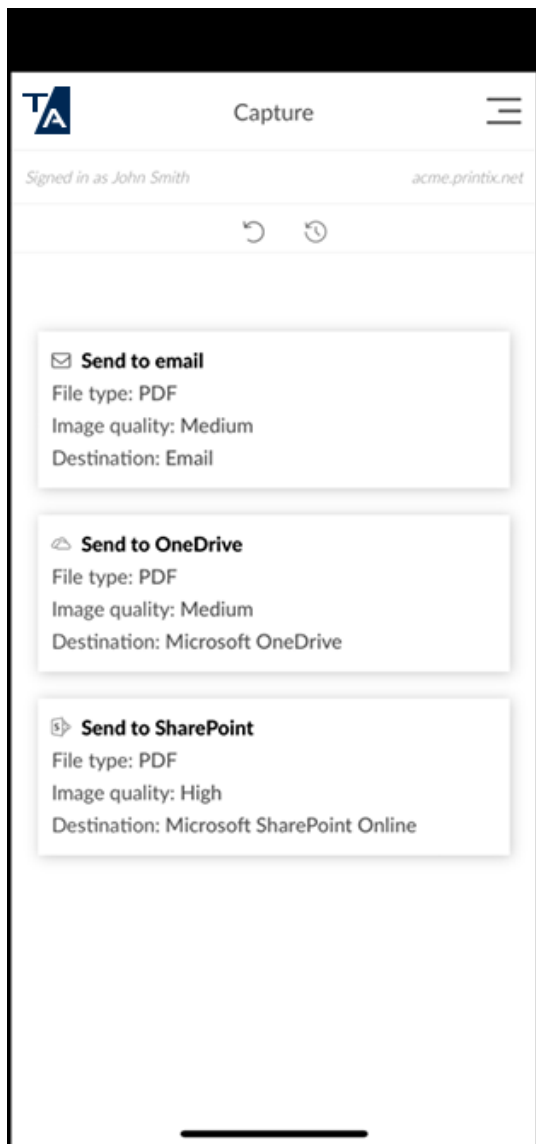 TA
Capture
Signed in as John Smith
acme.printix.net
Send to email
File type: PDF
Image quality: Medium
Destination: Email
Send to OneDrive
File type: PDF
Image quality: Medium
Destination: Microsoft OneDrive
Send to SharePoint
File type: PDF
Image quality: High
Destination: Microsoft SharePoint Online